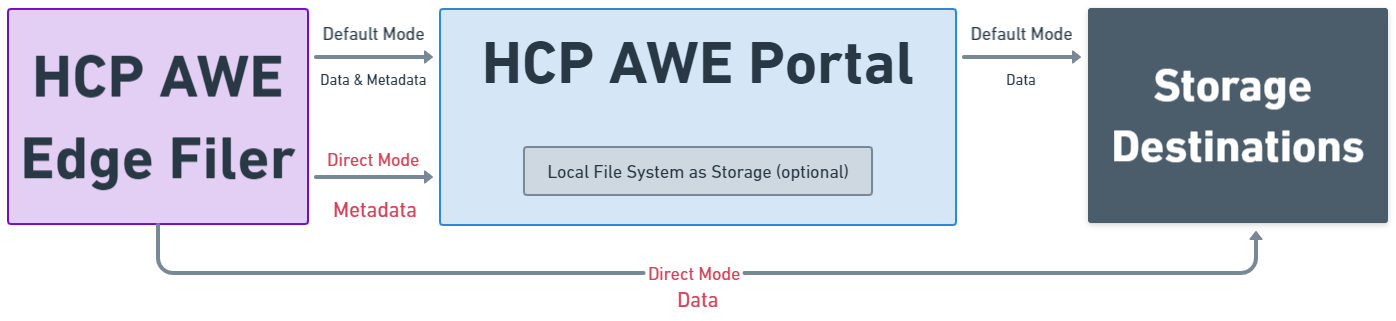 HCP AWE
Edge Filer
Default Mode
Data & Metadata
Direct Mode
Metadata
HCP AWE Portal
Local File System as Storage (optional)
Default Mode
Data
Storage
Destinations
Direct Mode
Data